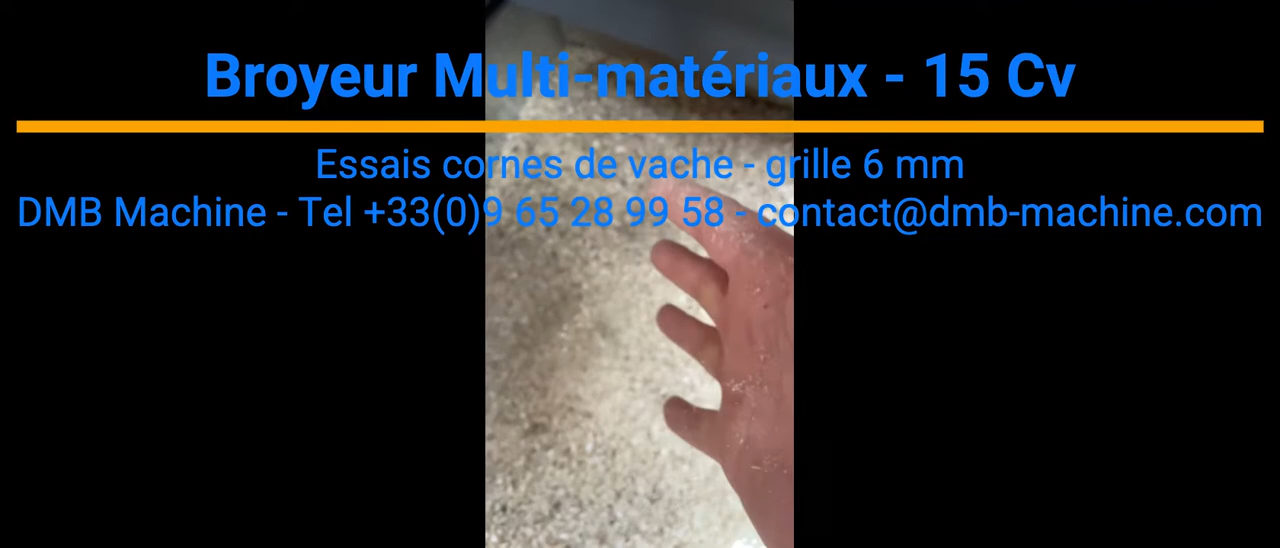 Broyeur Multi-matériaux - 15 Cv
Essais cornes de vache - grille 6 mm
DMB Machine - Tel +33(0)9 65 28 99 58 - contact@dmb-machine.com